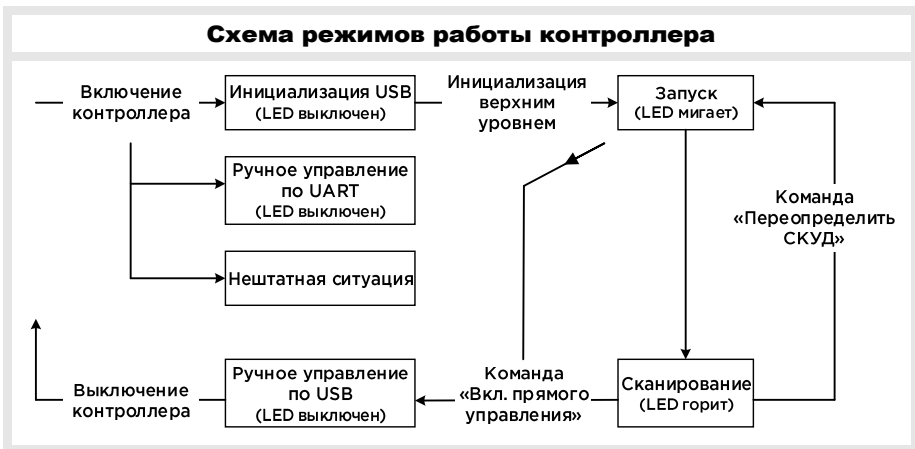 Схема режимов работы контроллера
Включение
контроллера
Инициализация USB
(LED выключен)
Инициализация
верхним
уровнем
Запуск
(LED мигает)
Ручное управление
по UART
(LED выключен)
Команда
«Переопределить
СКУД»
Нештатная ситуация
Выключение
контроллера
Ручное управление
по USB
(LED выключен)
Команда
«Вкл. прямого
управления»
Сканирование
(LED горит)